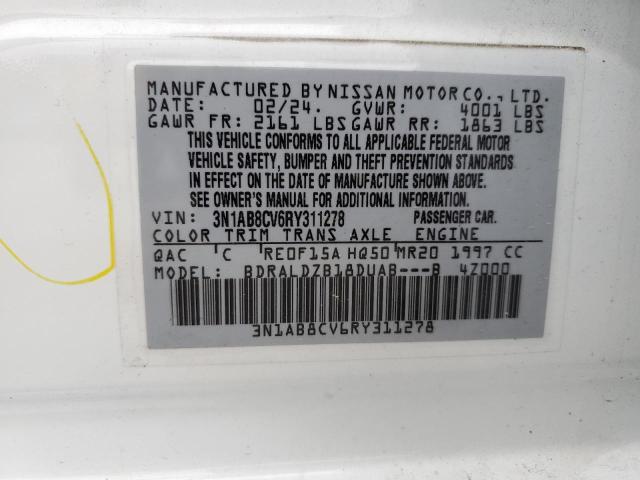 MANUFACTURED BY NISSAN MOTOR CO., LTD.
DATE: 02/24. GVWR: 4001 LBS
GAWR FR: 2161 LBS GAWR RR: 1863 LBS
THIS VEHICLE CONFORMS TO ALL APPLICABLE FEDERAL MOTOR
VEHICLE SAFETY, BUMPER AND THEFT PREVENTION STANDARDS
IN EFFECT ON THE DATE OF MANUFACTURE SHOWN ABOVE.
SEE OWNER'S MANUAL FOR ADDITIONAL INFORMATION.
VIN: 3N1AB8CV6RY311278 PASSENGER CAR.
COLOR TRIM TRANS AXLE ENGINE
QAC C RE0F15A HQ50 MR20 1997 CC
MODEL: BDRALDZB18DUAB---B 4Z000
3N1AB8CV6RY311278